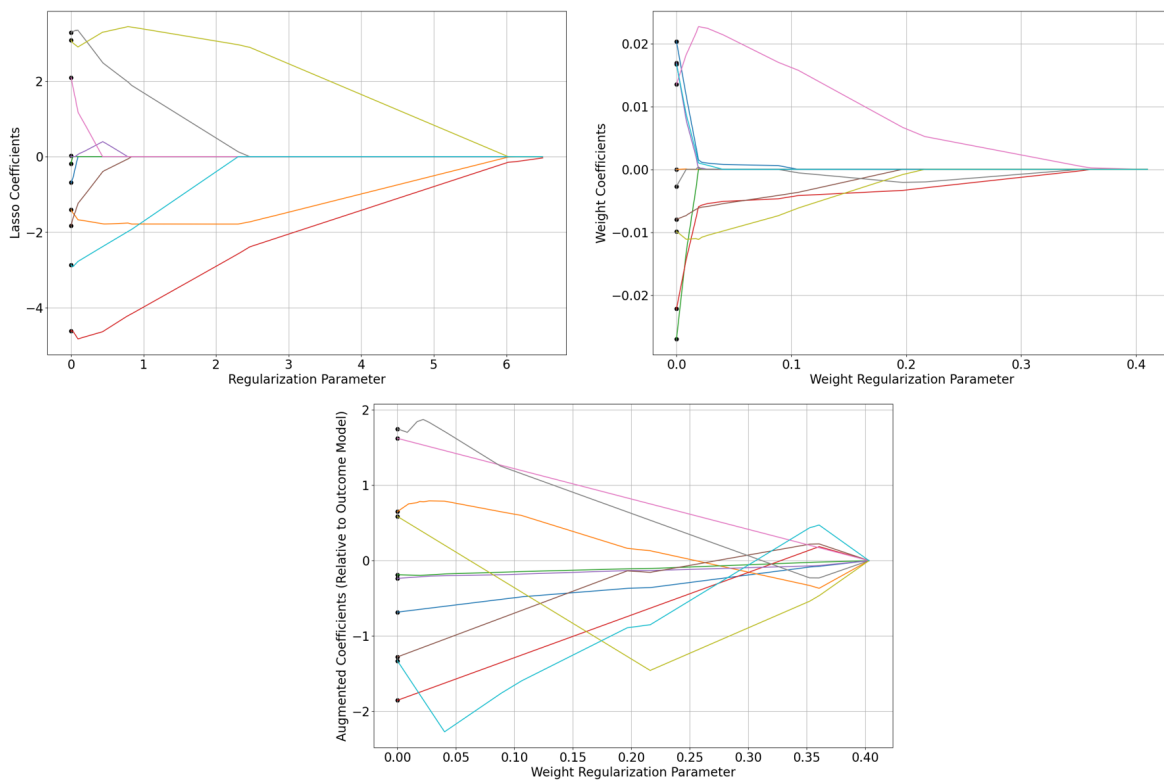 2
0
−2
−4
Lasso Coefficients
0 1 2 3 4 5 6
Regularization Parameter
0.02
0.01
0.00
−0.01
−0.02
Weight Coefficients
0.0 0.1 0.2 0.3 0.4
Weight Regularization Parameter
2
1
0
−1
−2
Augmented Coefficients (Relative to Outcome Model)
0.00 0.05 0.10 0.15 0.20 0.25 0.30 0.35 0.40
Weight Regularization Parameter